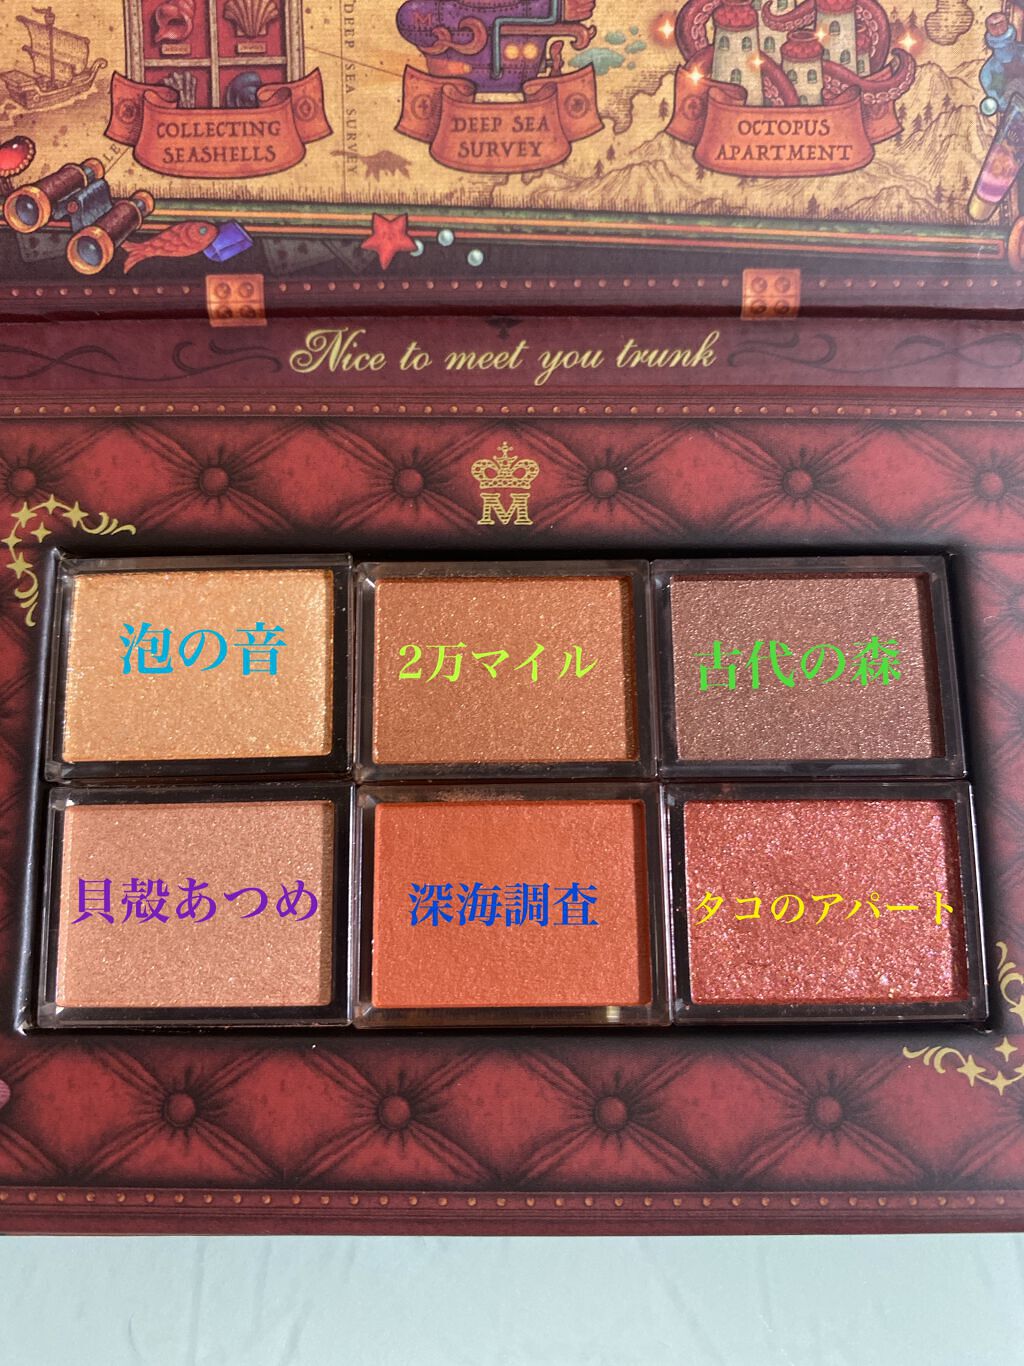 COLLECTING
SEASHELLS
DEEP SEA
SURVEY
OCTOPUS
APARTMENT
DEEP SEA SURVEY
Nice to meet you trunk
M
泡の音
2万マイル
古代の森
貝殻あつめ
深海調査
タコのアパート